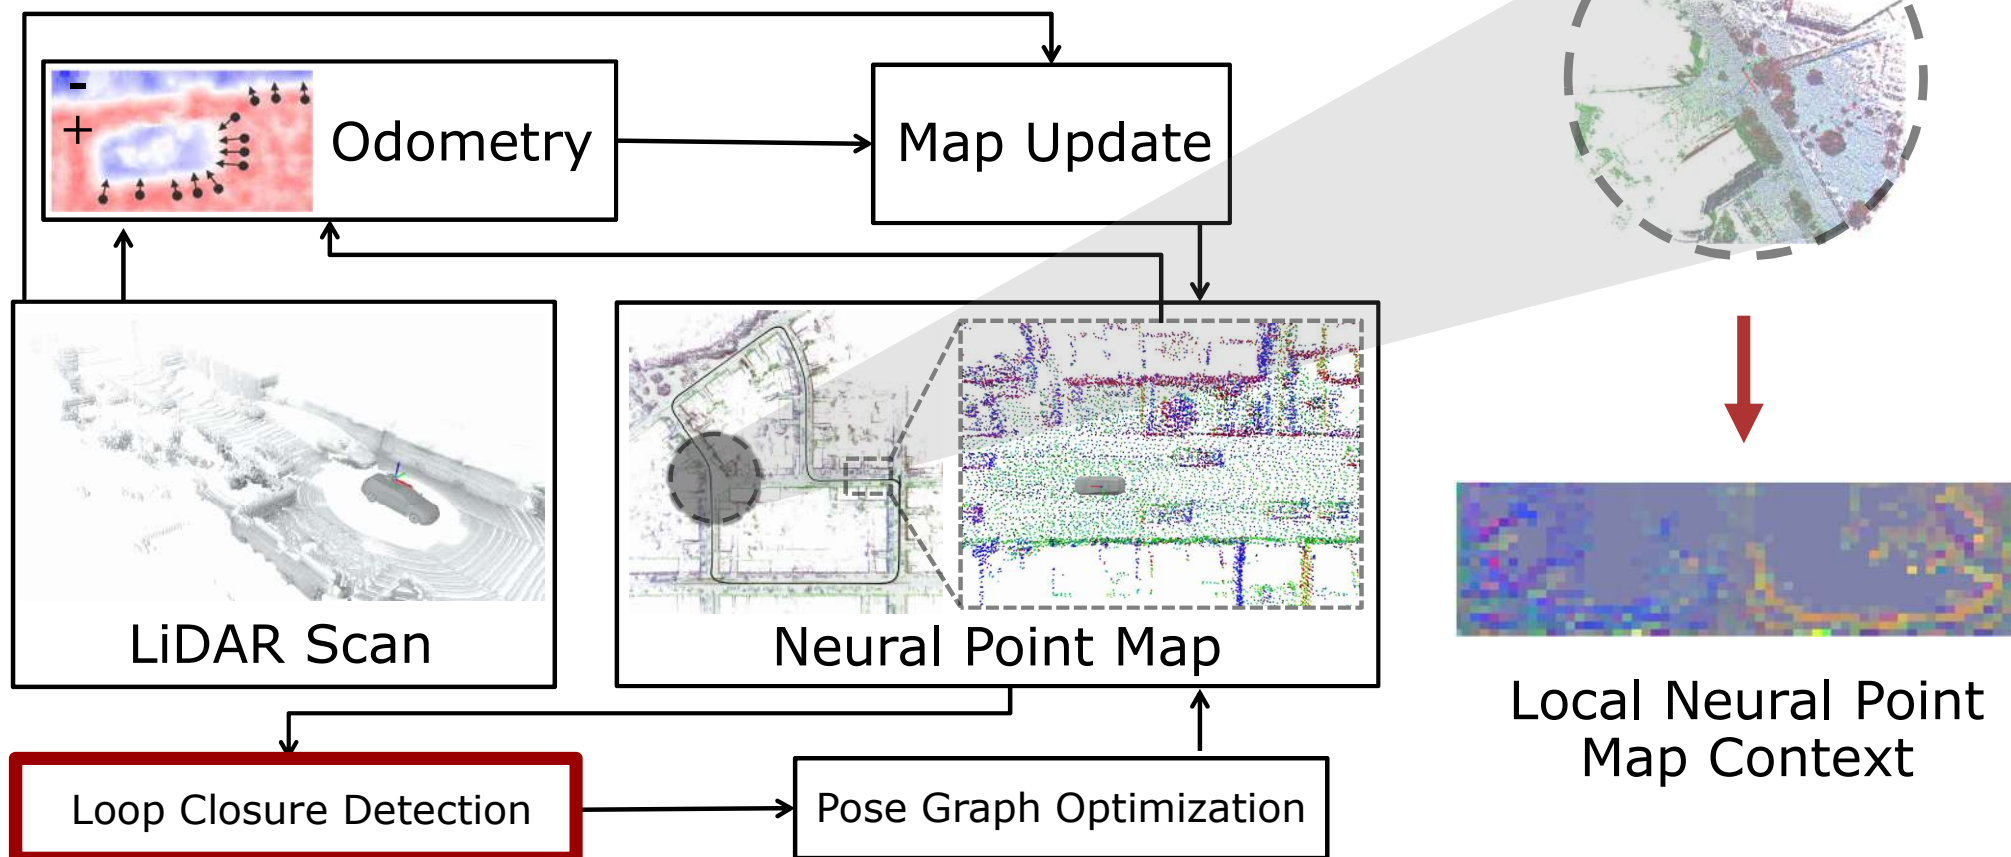 -
+
Odometry
Map Update
LiDAR Scan
Neural Point Map
Loop Closure Detection
Pose Graph Optimization
Local Neural Point
Map Context